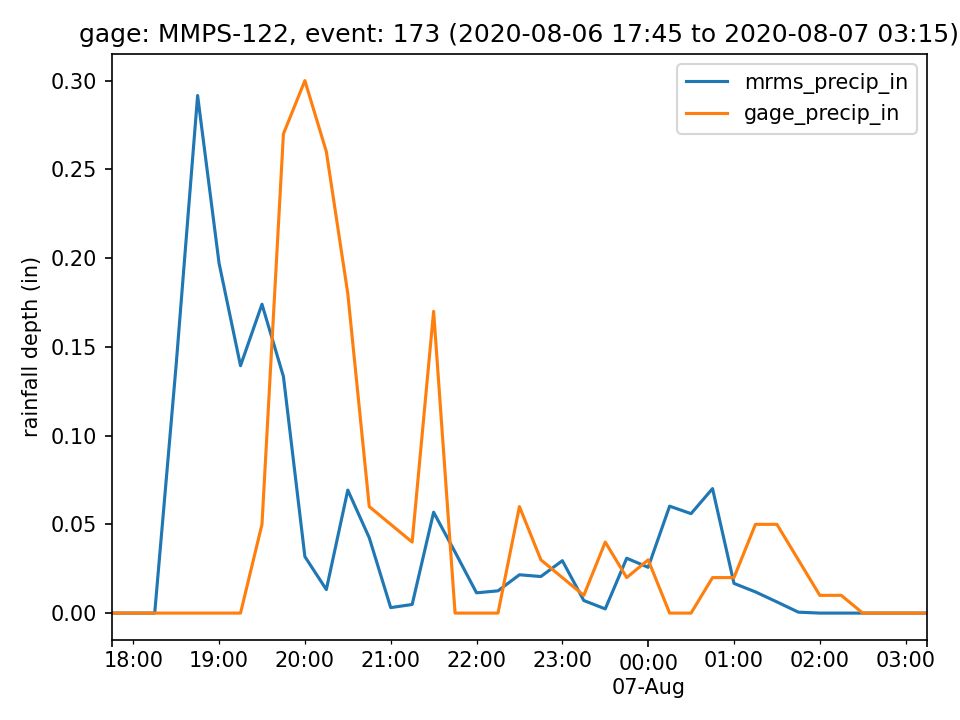 gage: MMPS-122, event: 173 (2020-08-06 17:45 to 2020-08-07 03:15)
mrms_precip_in
gage_precip_in
rainfall depth (in)
0.30
0.25
0.20
0.15
0.10
0.05
0.00
18:00 19:00 20:00 21:00 22:00 23:00 00:00 01:00 02:00 03:00
07-Aug